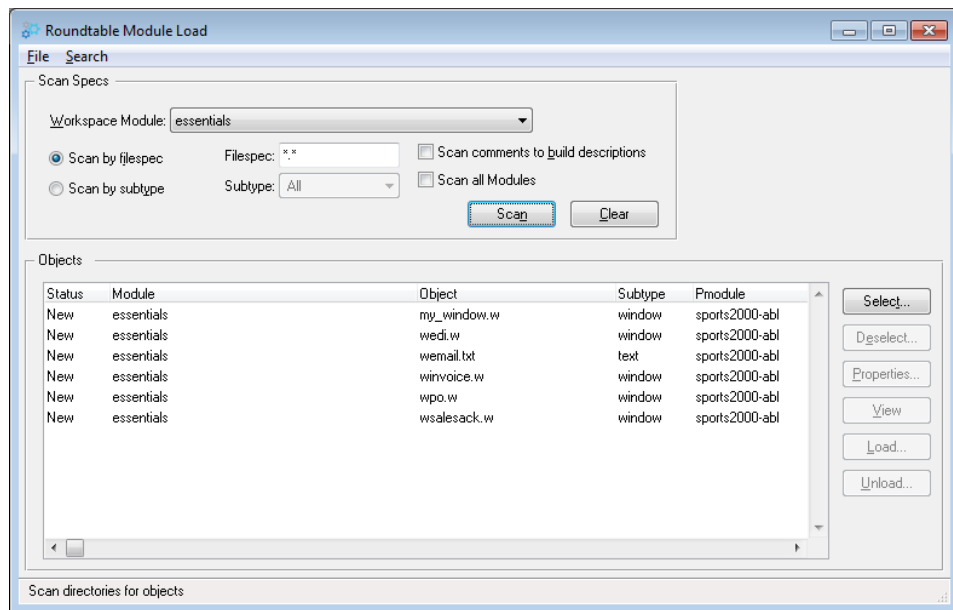 Roundtable Module Load
File Search
Scan Specs
Workspace Module: essentials
Scan by filespec Filespec: *.* Scan comments to build descriptions
Scan by subtype Subtype: All Scan all Modules
Scan Clear
Objects
Status Module Object Subtype Pmodule
New essentials my_window.w window sports2000-abl
New essentials wedi.w window sports2000-abl
New essentials wemail.txt text sports2000-abl
New essentials winvoice.w window sports2000-abl
New essentials wpo.w window sports2000-abl
New essentials wsalesack.w window sports2000-abl
Select...
Deselect...
Properties...
View
Load...
Unload...
Scan directories for objects